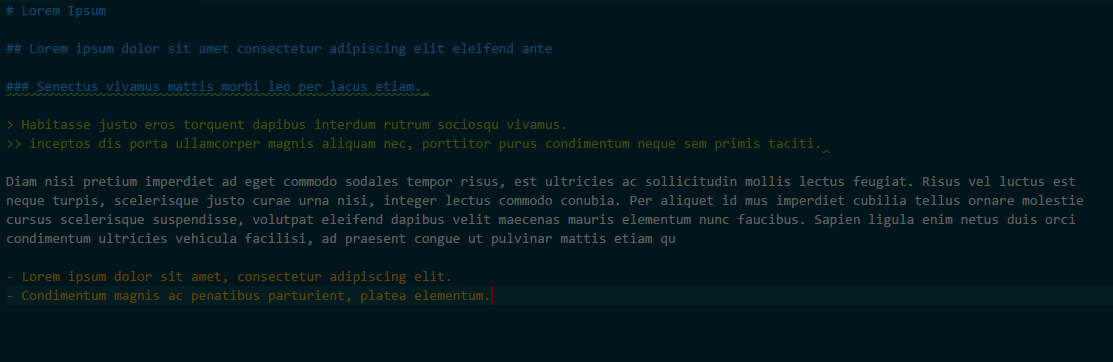 # Lorem Ipsum
## Lorem ipsum dolor sit amet consectetur adipiscing elit eleifend ante
### Senectus vivamus mattis morbi leo per lacus etiam.
> Habitasse justo eros torquent dapibus interdum rutrum sociosqu vivamus.
>> inceptos dis porta ullamcorper magnis aliquam nec, porttitor purus condimentum neque sem primis taciti.
Diam nisi pretium imperdiet ad eget commodo sodales tempor risus, est ultricies ac sollicitudin mollis lectus feugiat. Risus vel luctus est
neque turpis, scelerisque justo curae urna nisi, integer lectus commodo conubia. Per aliquet id mus imperdiet cubilia tellus ornare molestie
cursus scelerisque suspendisse, volutpat eleifend dapibus velit maecenas mauris elementum nunc faucibus. Sapien ligula enim netus duis orci
condimentum ultricies vehicula facilisi, ad praesent congue ut pulvinar mattis etiam qu
- Lorem ipsum dolor sit amet, consectetur adipiscing elit.
- Condimentum magnis ac penatibus parturient, platea elementum.